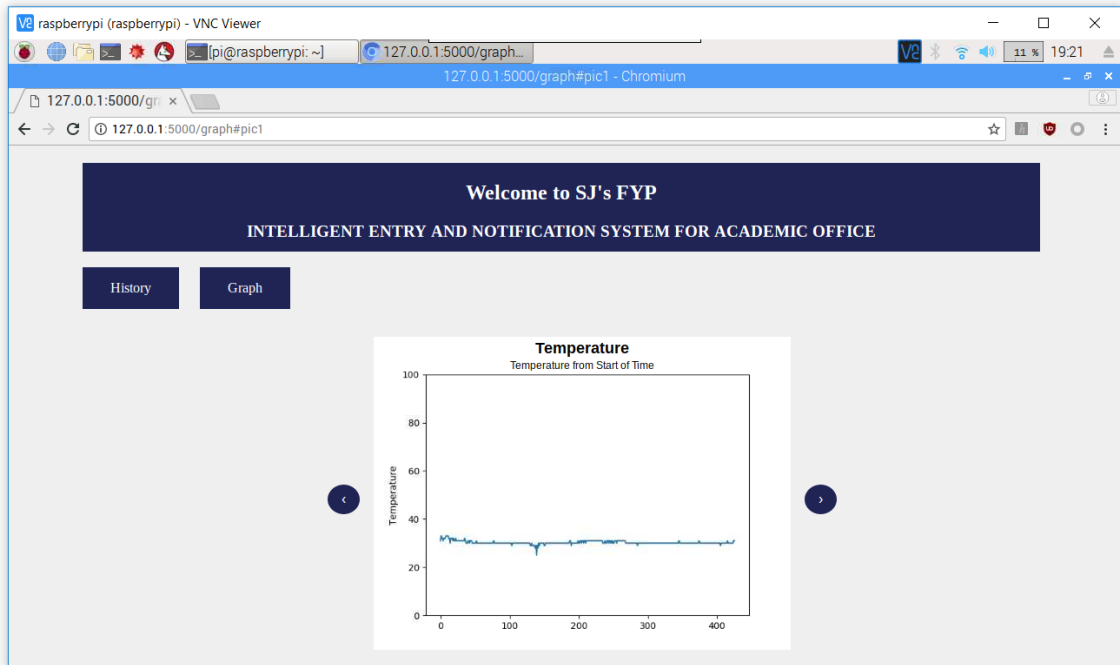 raspberrypi (raspberrypi) - VNC Viewer
[pi@raspberrypi: ~]
127.0.0.1:5000/graph...
11 %
19:21
127.0.0.1:5000/graph#pic1 - Chromium
127.0.0.1:5000/gr
127.0.0.1:5000/graph#pic1
Welcome to SJ's FYP
INTELLIGENT ENTRY AND NOTIFICATION SYSTEM FOR ACADEMIC OFFICE
History
Graph
Temperature
Temperature from Start of Time
100
80
60
40
20
0
Temperature
0 100 200 300 400